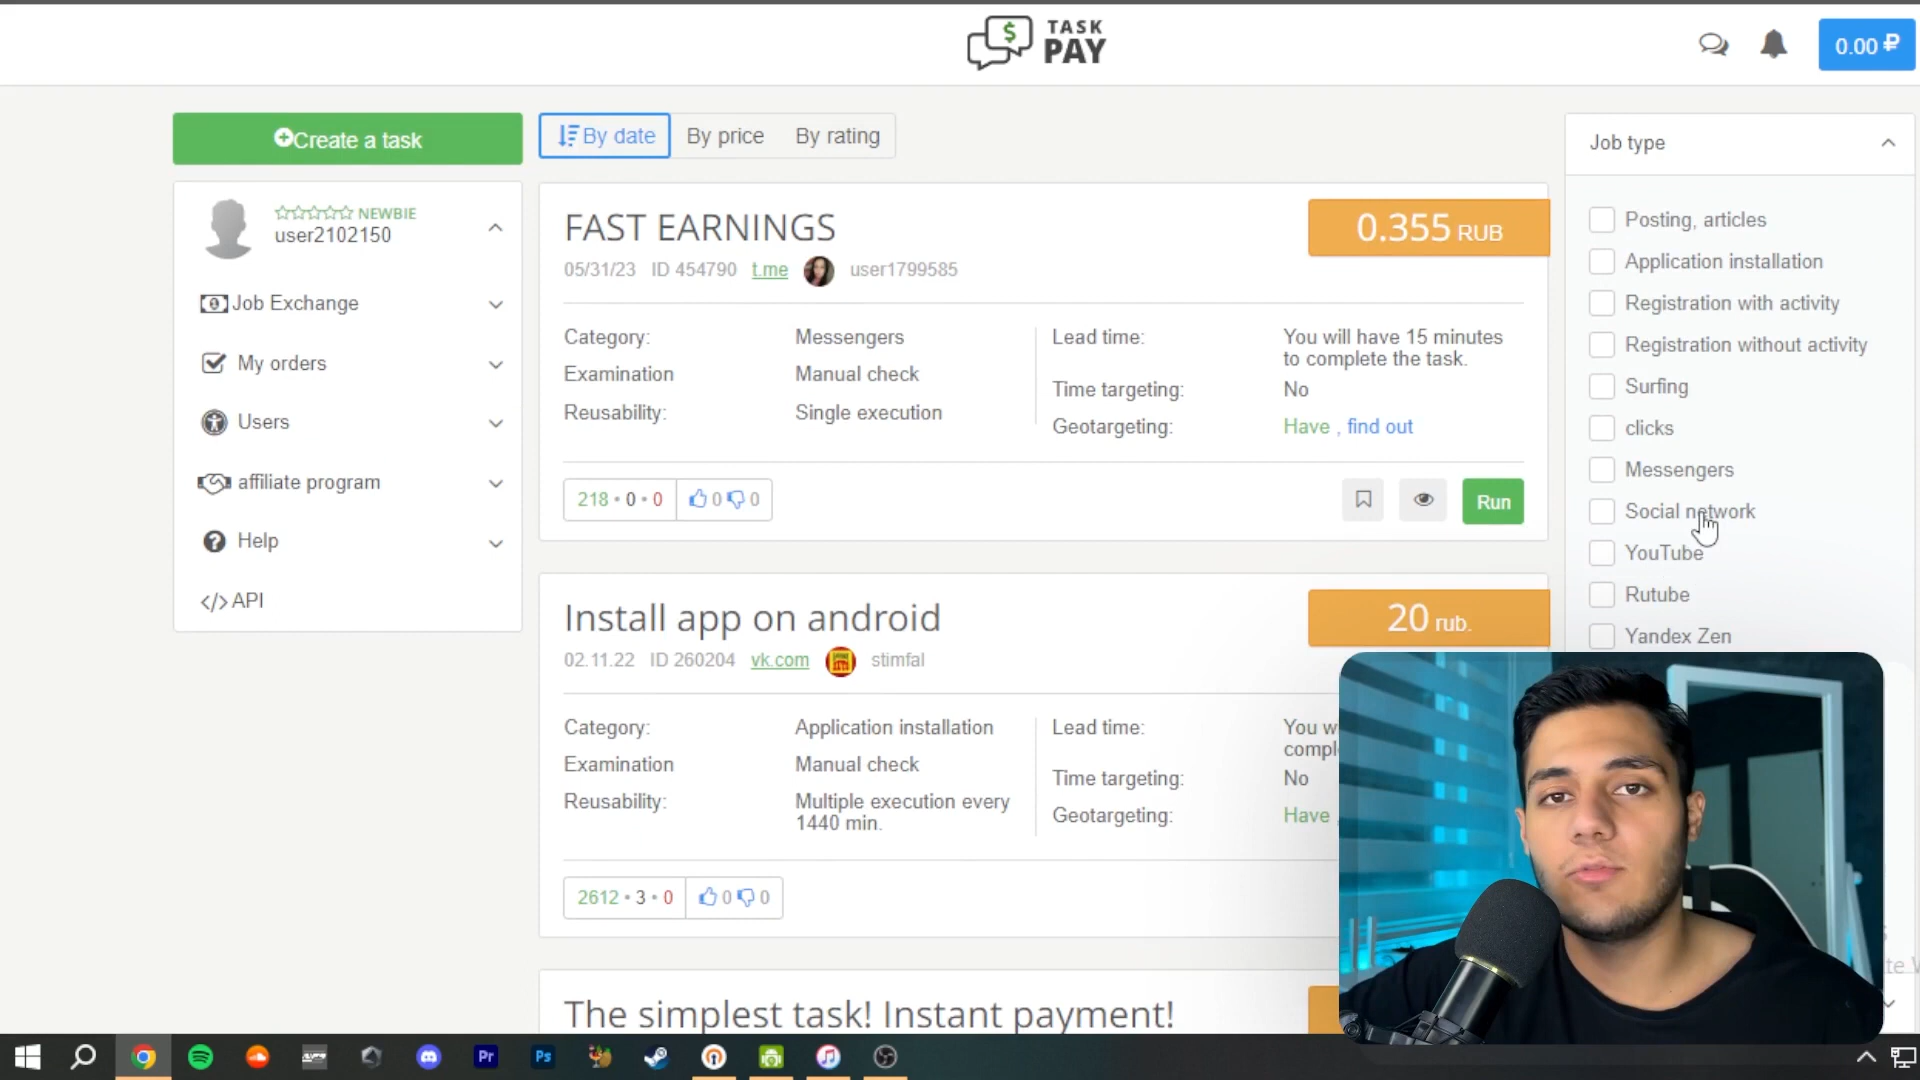 TASK
PAY
0.00 ₽
Create a task
By date
By price
By rating
Job type
NEWBIE
user2102150
Job Exchange
My orders
Users
affiliate program
Help
</> API
FAST EARNINGS
0.355 RUB
05/31/23 ID 454790 t.me user1799585
Category: Messengers
Examination Manual check
Reusability: Single execution
Lead time: You will have 15 minutes
to complete the task.
Time targeting: No
Geotargeting: Have , find out
218 • 0 • 0 0 0
Run
Install app on android
20 rub.
02.11.22 ID 260204 vk.com stimfal
Category: Application installation
Examination Manual check
Reusability: Multiple execution every
1440 min.
Lead time:
Time targeting: No
Geotargeting: Have
2612 • 3 • 0 0 0
The simplest task! Instant payment!
Posting, articles
Application installation
Registration with activity
Registration without activity
Surfing
clicks
Messengers
Social network
YouTube
Rutube
Yandex Zen
Pr
Ps